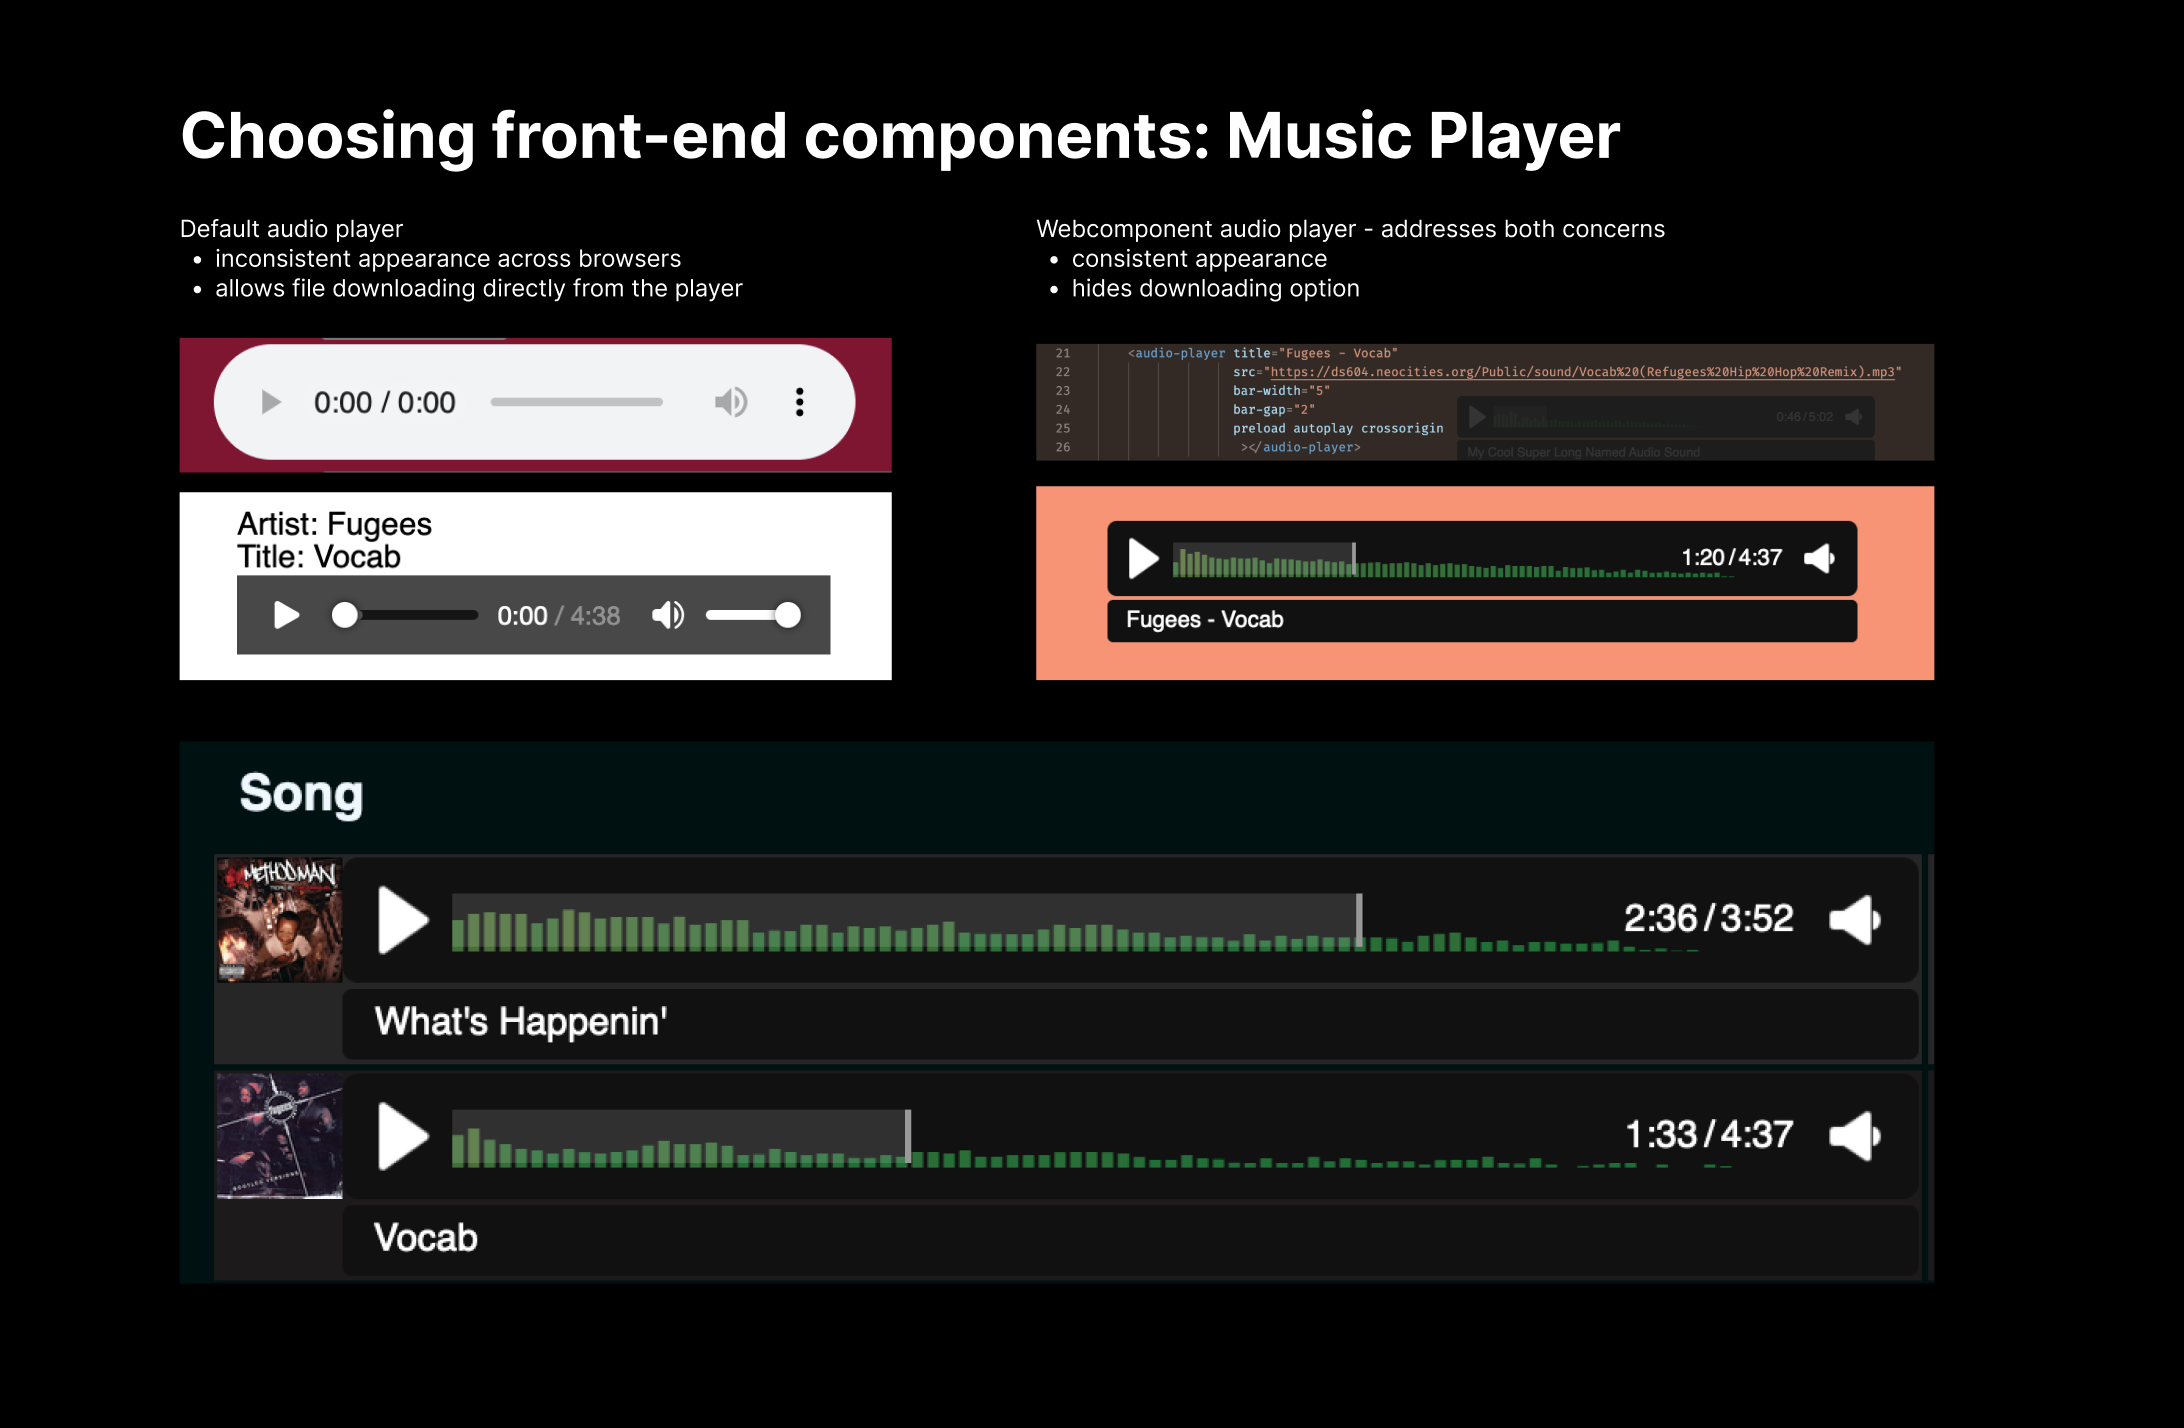 Choosing front-end components: Music Player
Default audio player
• inconsistent appearance across browsers
• allows file downloading directly from the player
0:00 / 0:00
Artist: Fugees
Title: Vocab
0:00 / 4:38
Webcomponent audio player - addresses both concerns
• consistent appearance
• hides downloading option
21 <audio-player title="Fugees - Vocab"
22 src="https://ds604.neocities.org/Public/sound/Vocab%20(Refugees%20Hip%20Hop%20Remix).mp3"
23 bar-width="5"
24 bar-gap="2"
25 preload autoplay crossorigin
26 ></audio-player>
0:46/5:02
My Cool Super Long Named Audio Sound
1:20/4:37
Fugees - Vocab
Song
METHOD MAN
2:36/3:52
What's Happenin'
BOOTLEG VERSIONS
1:33/4:37
Vocab